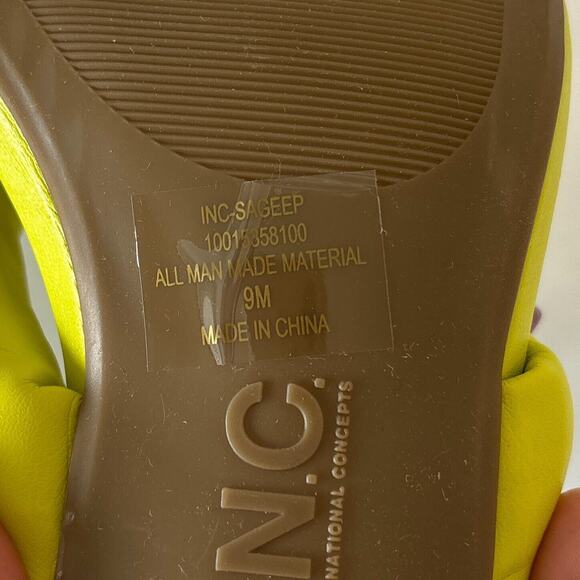 INC-SAGEEP
10015358100
ALL MAN MADE MATERIAL
9M
MADE IN CHINA
N.C.
NATIONAL CONCEPTS